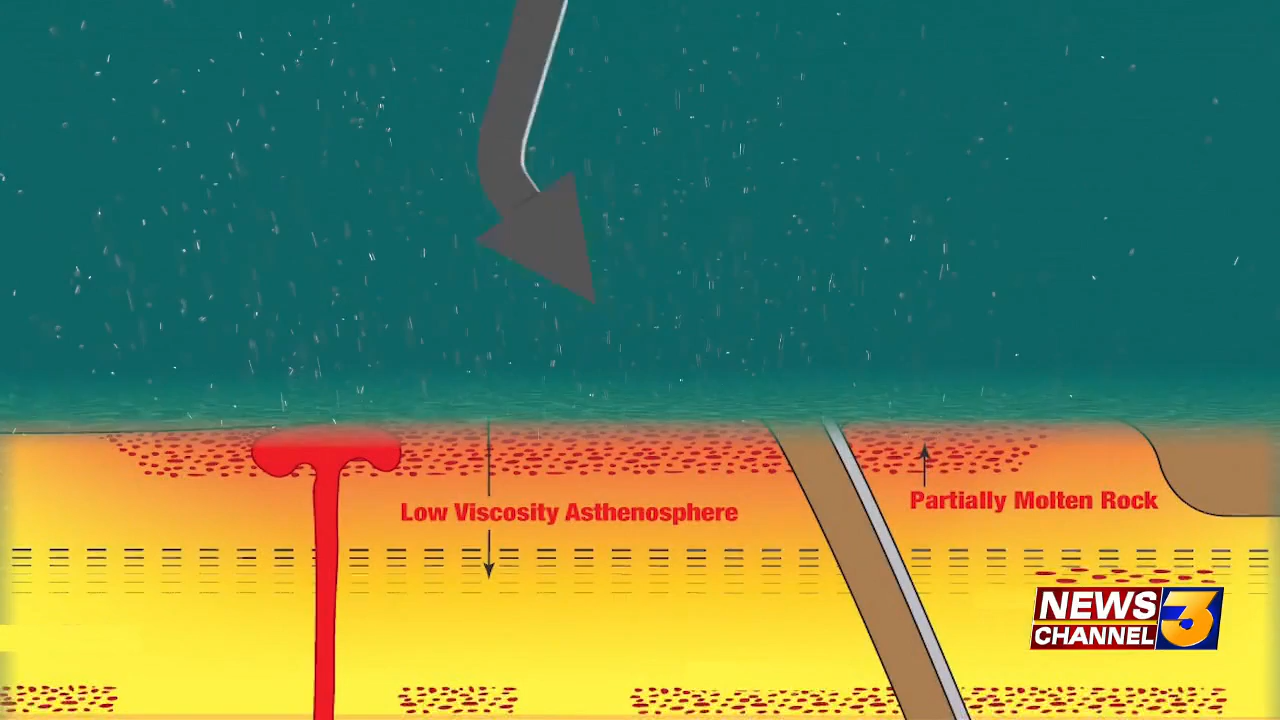 Low Viscosity Asthenosphere
Partially Molten Rock
NEWS
CHANNEL
3